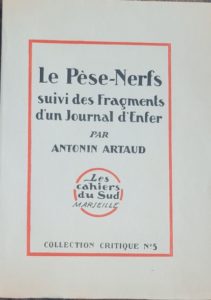 Le Pèse-Nerfs
suivi des Fragments
d'un Journal d'Enfer
PAR
ANTONIN ARTAUD
Les
cahiers
du Sud
MARSEILLE
COLLECTION CRITIQUE Nº 5